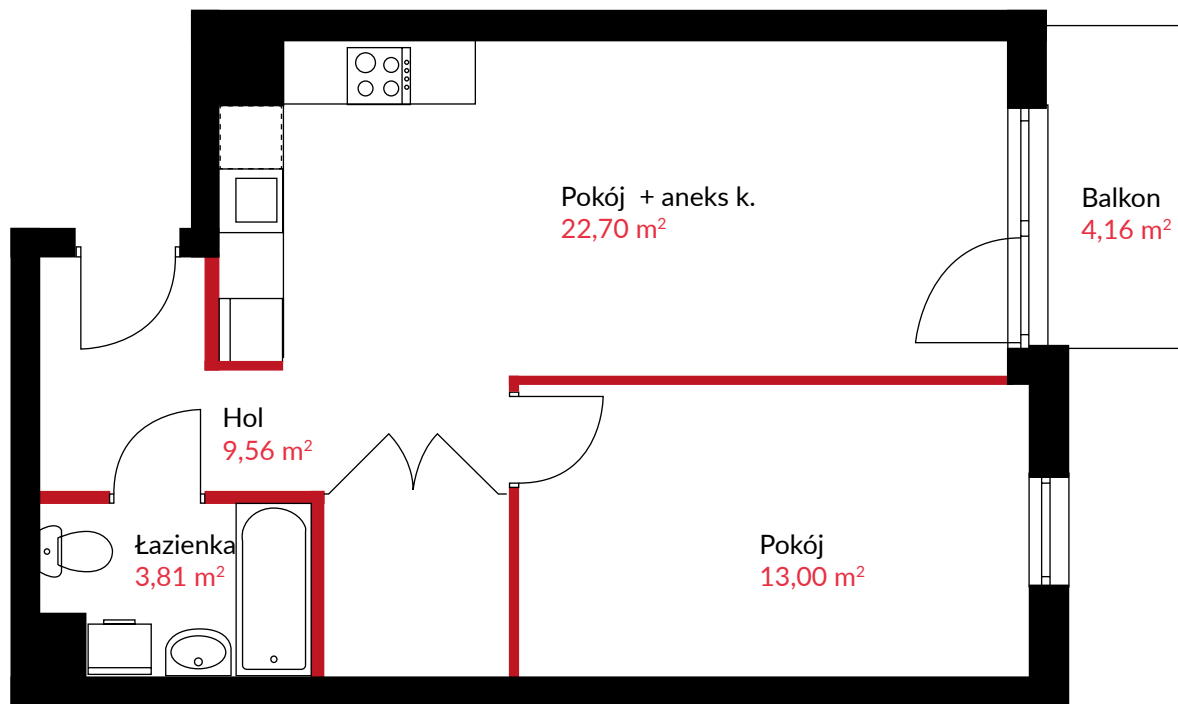 Pokój + aneks k.
22,70 m²
Balkon
4,16 m²
Hol
9,56 m²
Łazienka
3,81 m²
Pokój
13,00 m²